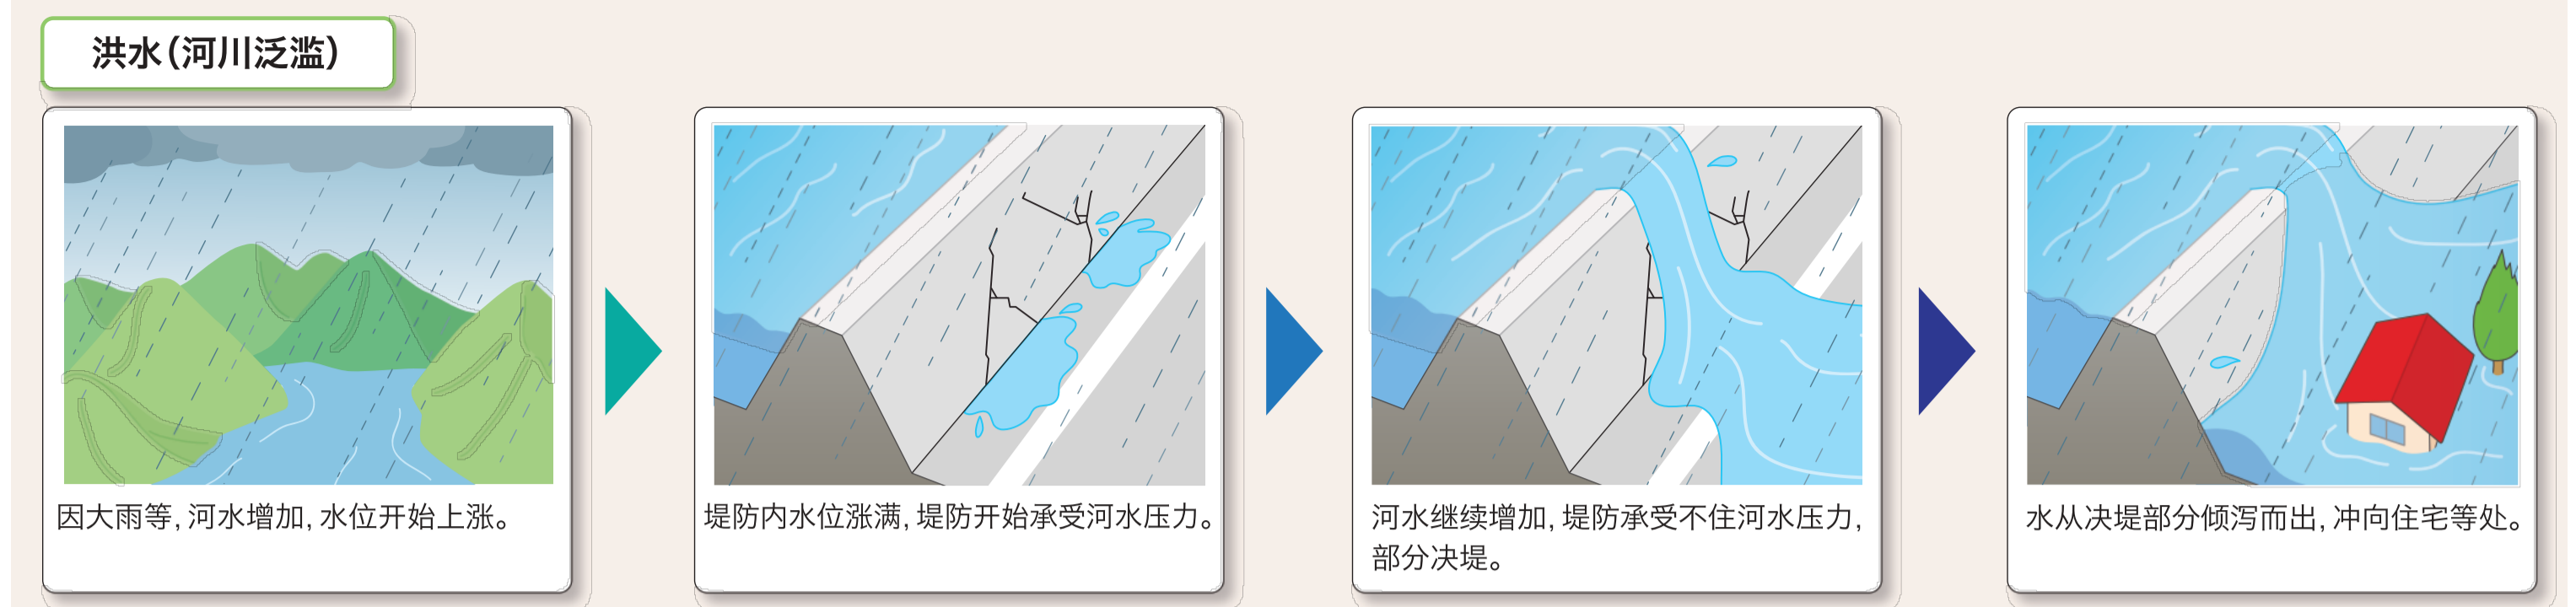 洪水(河川泛滥)
因大雨等, 河水增加, 水位开始上涨。
堤防内水位涨满, 堤防开始承受河水压力。
河水继续增加, 堤防承受不住河水压力,
部分决堤。
水从决堤部分倾泻而出, 冲向住宅等处。